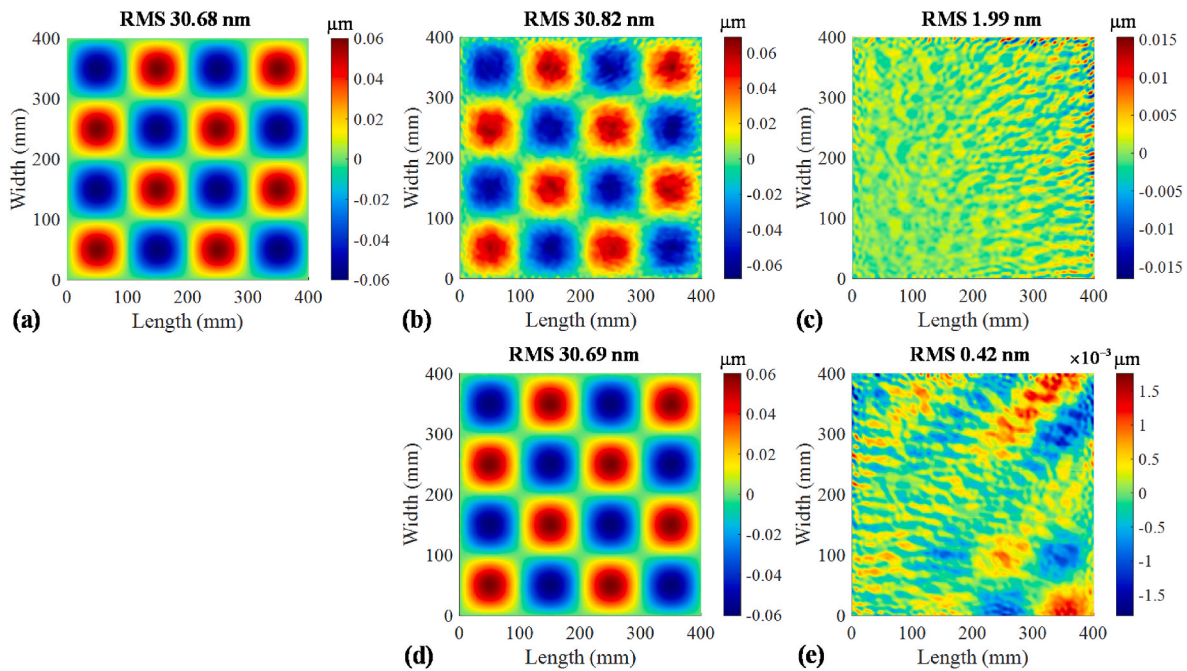 RMS 30.68 nm
μm
400
300
200
100
0
Width (mm)
0 100 200 300 400
Length (mm)
0.06
0.04
0.02
0
-0.02
-0.04
-0.06
(a)
RMS 30.82 nm
μm
400
300
200
100
0
Width (mm)
0 100 200 300 400
Length (mm)
0.06
0.04
0.02
0
-0.02
-0.04
-0.06
(b)
RMS 1.99 nm
μm
400
300
200
100
0
Width (mm)
0 100 200 300 400
Length (mm)
0.015
0.01
0.005
0
-0.005
-0.01
-0.015
(c)
RMS 30.69 nm
μm
400
300
200
100
0
Width (mm)
0 100 200 300 400
Length (mm)
0.06
0.04
0.02
0
-0.02
-0.04
-0.06
(d)
RMS 0.42 nm
×10⁻³ μm
400
300
200
100
0
Width (mm)
0 100 200 300 400
Length (mm)
1.5
1
0.5
0
-0.5
-1
-1.5
(e)